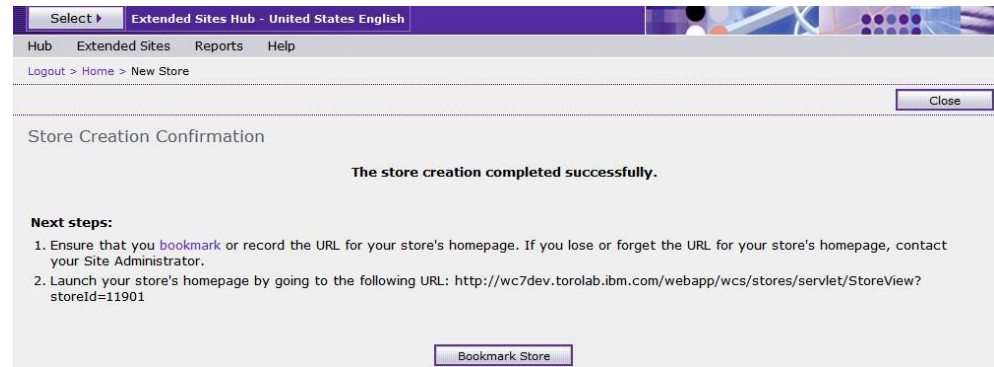 Select Extended Sites Hub - United States English
Hub Extended Sites Reports Help
Logout > Home > New Store
Close
Store Creation Confirmation
The store creation completed successfully.
Next steps:
1. Ensure that you bookmark or record the URL for your store's homepage. If you lose or forget the URL for your store's homepage, contact
your Site Administrator.
2. Launch your store's homepage by going to the following URL: http://wc7dev.torolab.ibm.com/webapp/wcs/stores/servlet/StoreView?
storeId=11901
Bookmark Store